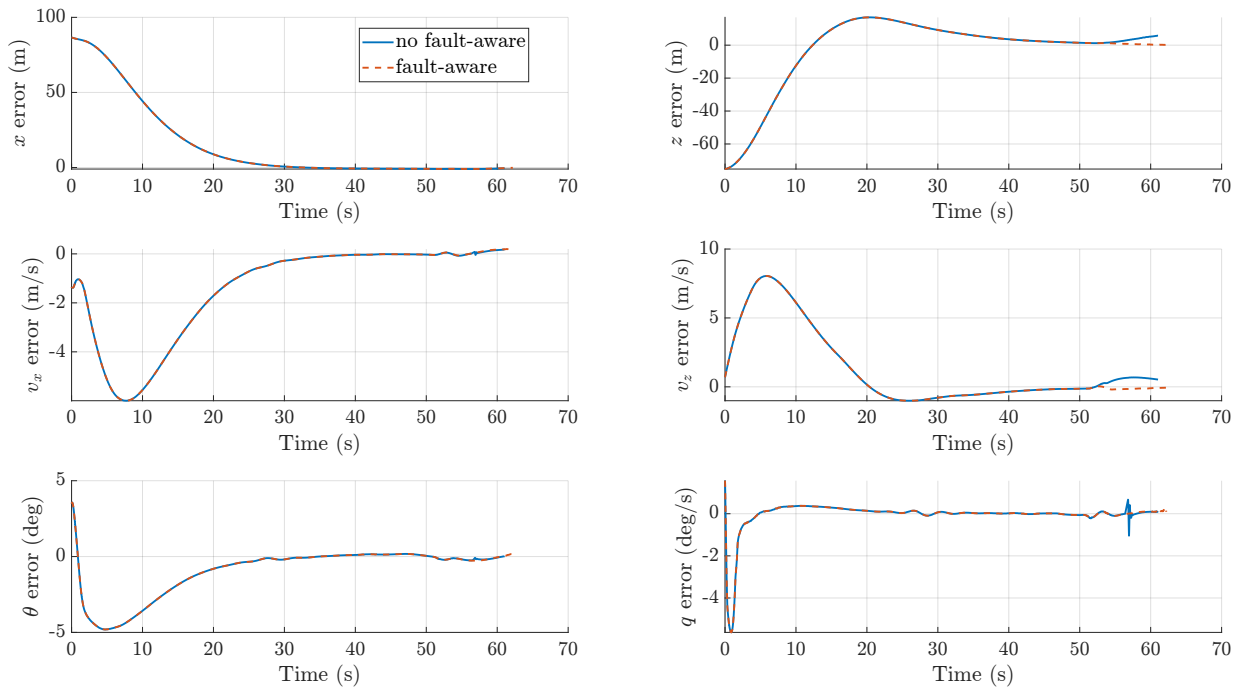 100
50
0
x error (m)
no fault-aware
fault-aware
0 10 20 30 40 50 60 70
Time (s)
0
-20
-40
-60
z error (m)
0 10 20 30 40 50 60 70
Time (s)
0
-2
-4
v_x error (m/s)
0 10 20 30 40 50 60 70
Time (s)
10
5
0
v_z error (m/s)
0 10 20 30 40 50 60 70
Time (s)
5
0
-5
θ error (deg)
0 10 20 30 40 50 60 70
Time (s)
0
-2
-4
q error (deg/s)
0 10 20 30 40 50 60 70
Time (s)